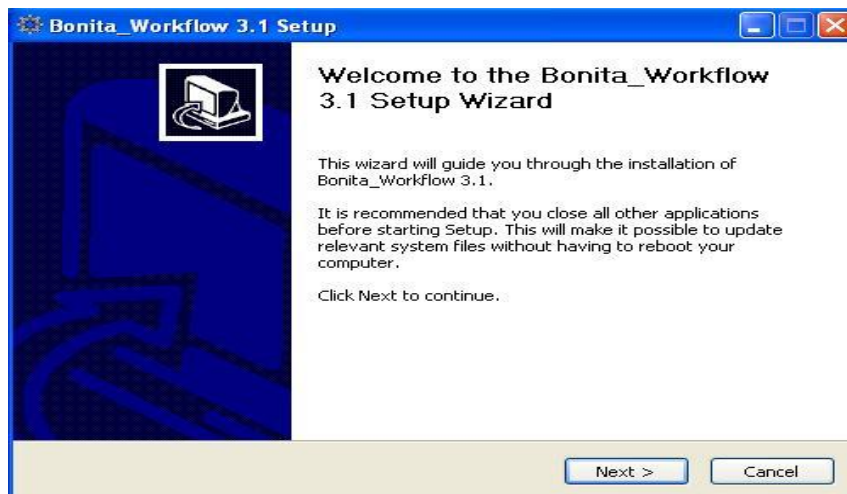 Bonita_Workflow 3.1 Setup
Welcome to the Bonita_Workflow
3.1 Setup Wizard
This wizard will guide you through the installation of
Bonita_Workflow 3.1.
It is recommended that you close all other applications
before starting Setup. This will make it possible to update
relevant system files without having to reboot your
computer.
Click Next to continue.
Next >
Cancel